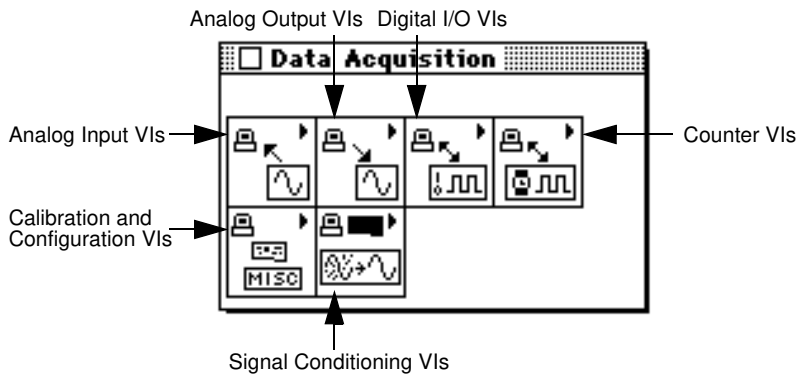 Analog Output VIs Digital I/O VIs
Data Acquisition
Analog Input VIs
Counter VIs
Calibration and
Configuration VIs
MISC
Signal Conditioning VIs